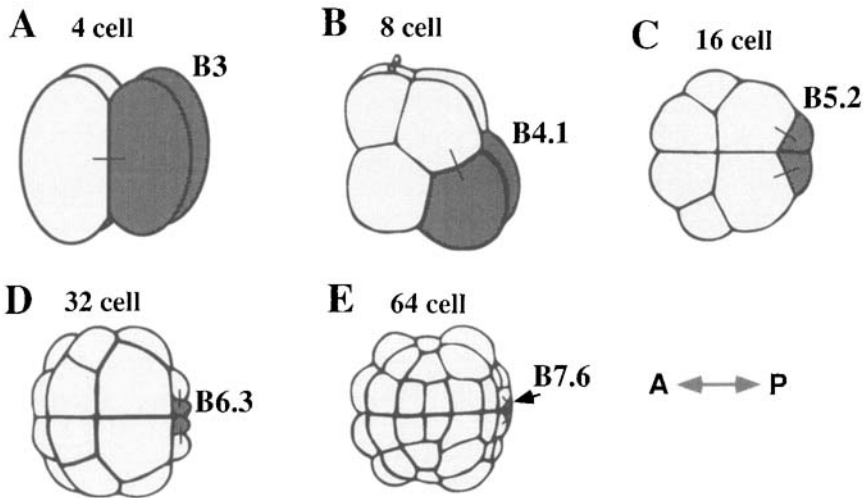 A 4 cell
B3
B 8 cell
B4.1
C 16 cell
B5.2
D 32 cell
B6.3
E 64 cell
B7.6
A P